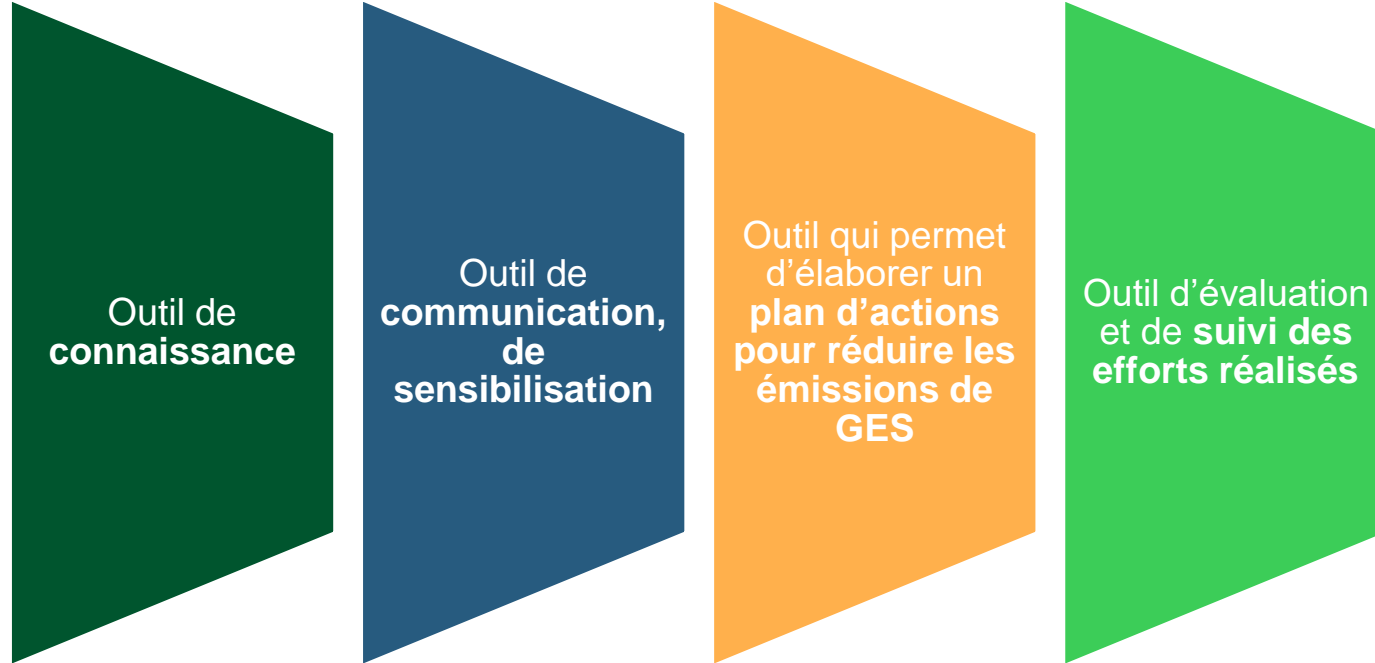 Outil de
connaissance
Outil de
communication,
de
sensibilisation
Outil qui permet
d’élaborer un
plan d’actions
pour réduire les
émissions de
GES
Outil d’évaluation
et de suivi des
efforts réalisés